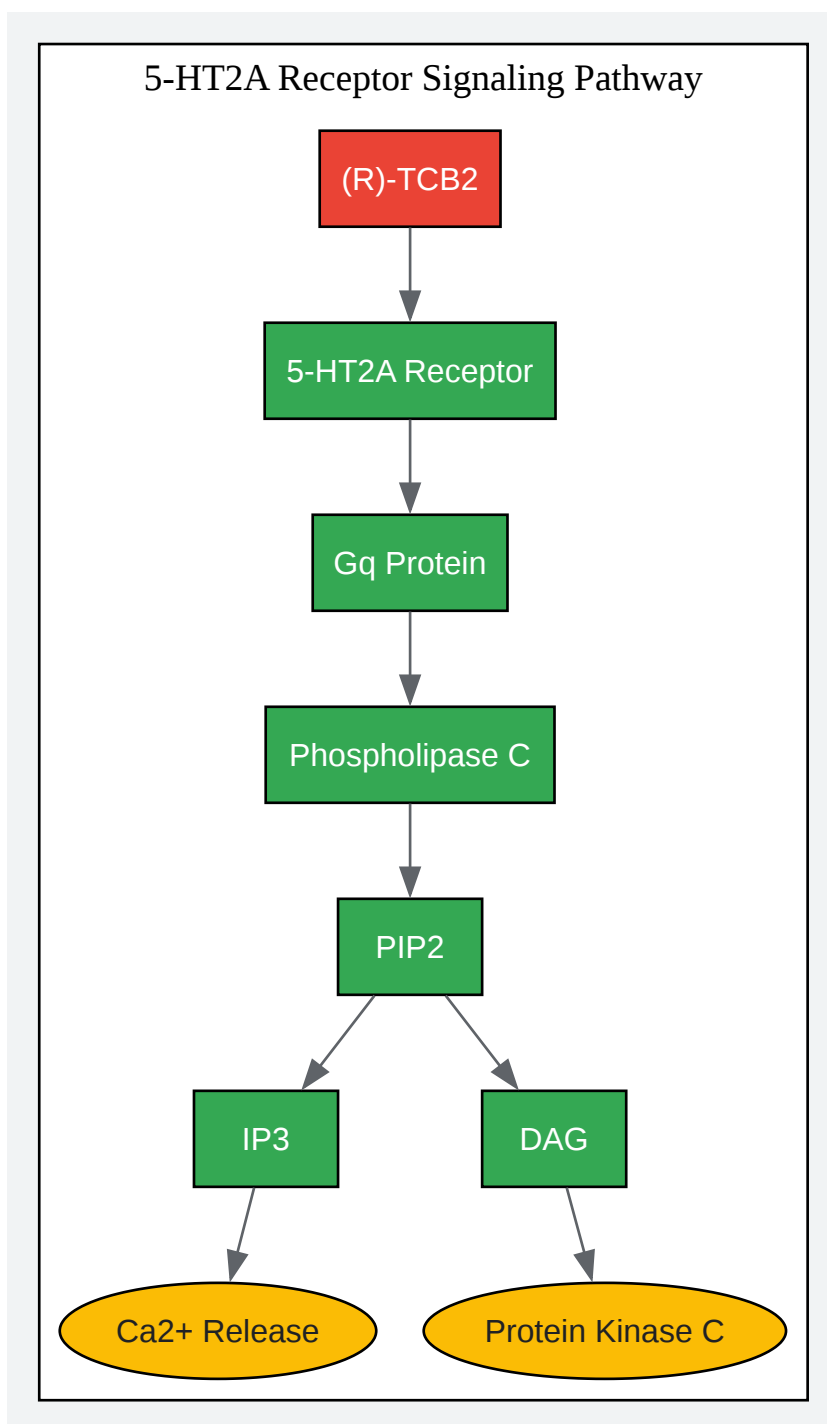 5-HT2A Receptor Signaling Pathway
(R)-TCB2
5-HT2A Receptor
Gq Protein
Phospholipase C
PIP2
IP3
DAG
Ca2+ Release
Protein Kinase C